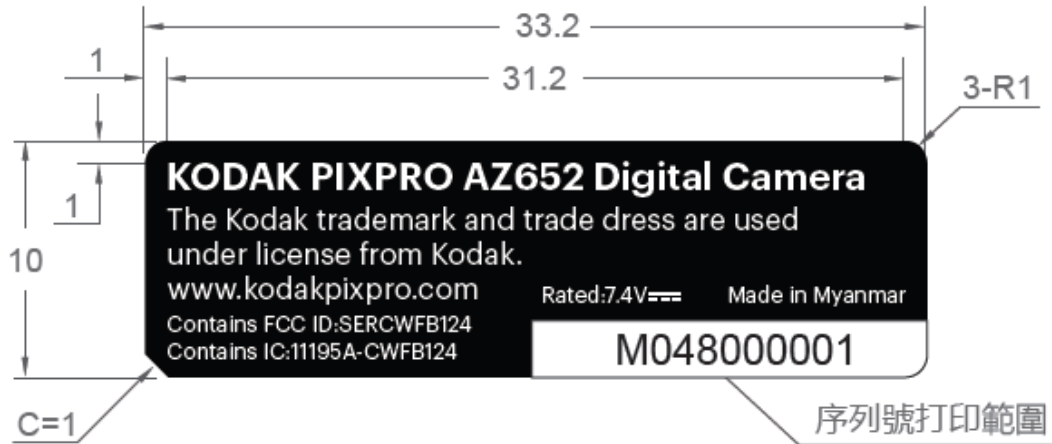 33.2
1
31.2
3-R1
KODAK PIXPRO AZ652 Digital Camera
1
The Kodak trademark and trade dress are used
under license from Kodak.
10
www.kodakpixpro.com
Rated:7.4V⎓
Made in Myanmar
Contains FCC ID:SERCWFB124
Contains IC:11195A-CWFB124
M048000001
C=1
序列號打印範圍